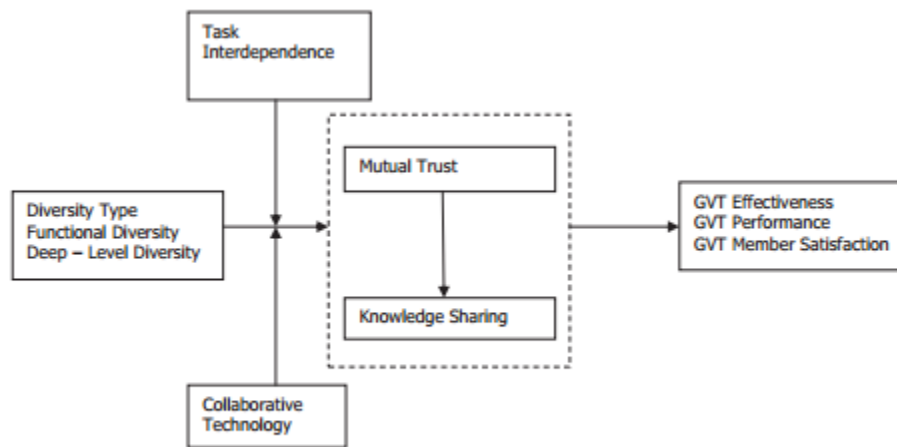 Task
Interdependence
Mutual Trust
Diversity Type
Functional Diversity
Deep – Level Diversity
GVT Effectiveness
GVT Performance
GVT Member Satisfaction
Knowledge Sharing
Collaborative
Technology